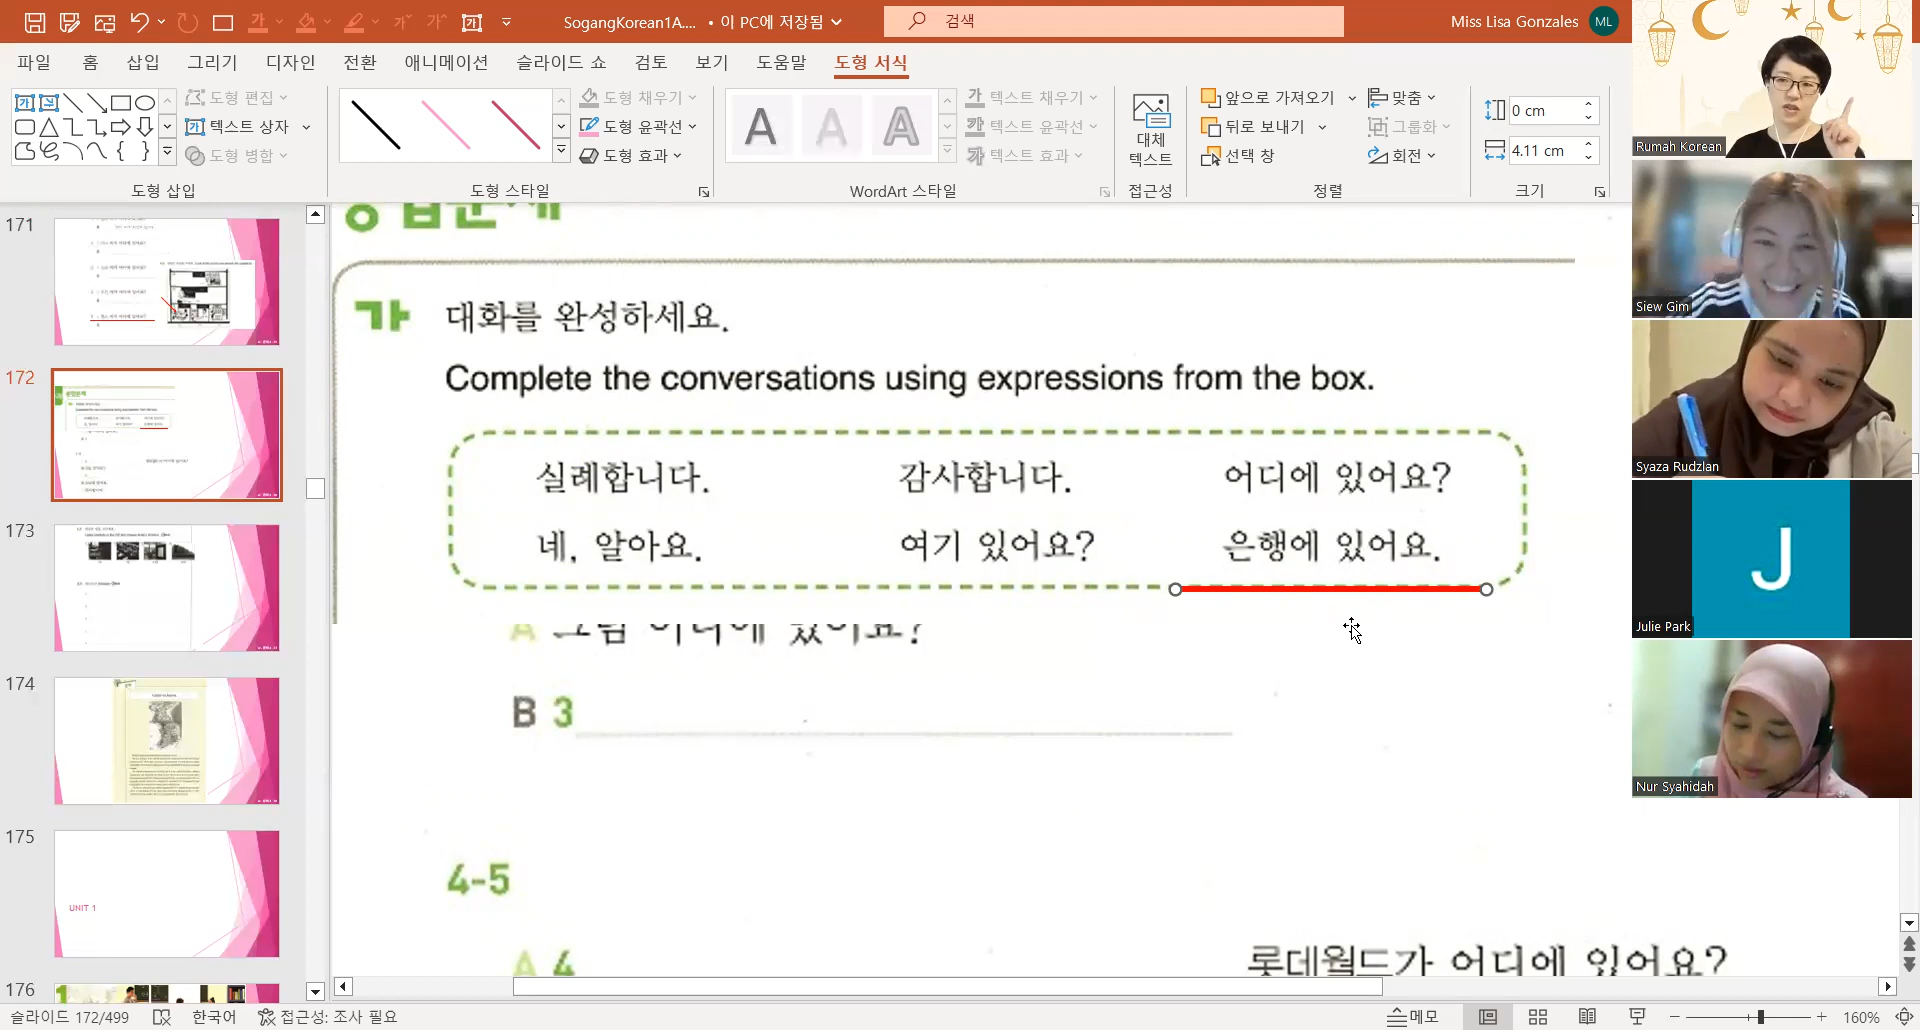 SogangKorean1A.... • 이 PC에 저장됨
검색
Miss Lisa Gonzales ML
파일 홈 삽입 그리기 디자인 전환 애니메이션 슬라이드 쇼 검토 보기 도움말 도형 서식
도형 편집
텍스트 상자
도형 병합
도형 삽입
도형 채우기
도형 윤곽선
도형 효과
도형 스타일
텍스트 채우기
텍스트 윤곽선
텍스트 효과
WordArt 스타일
대체
텍스트
접근성
앞으로 가져오기
뒤로 보내기
선택 창
맞춤
그룹화
회전
정렬
0 cm
4.11 cm
크기
171
172
173
174
175
UNIT 1
176
가 대화를 완성하세요.
Complete the conversations using expressions from the box.
실례합니다. 감사합니다. 어디에 있어요?
네, 알아요. 여기 있어요? 은행에 있어요.
A 그럼 어디에 있어요?
B 3
4-5
A 4 롯데월드가 어디에 있어요?
Rumah Korean
Siew Gim
Syaza Rudzlan
J
Julie Park
Nur Syahidah
슬라이드 172/499 한국어 접근성: 조사 필요
메모
160%